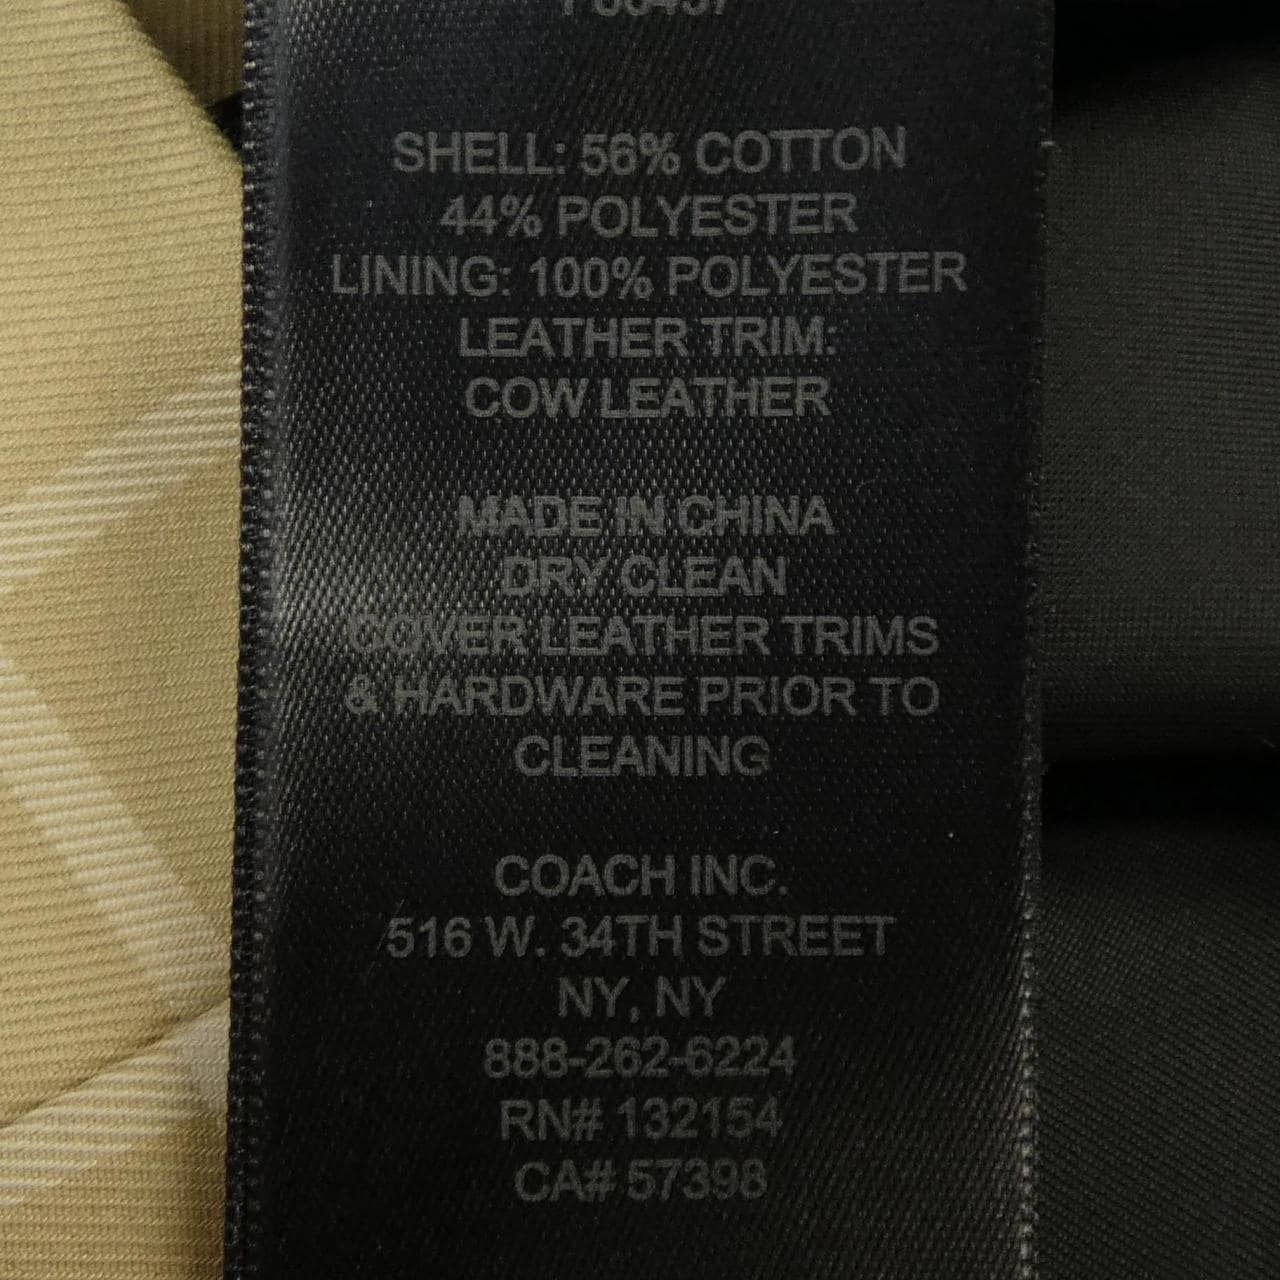 SHELL: 56% COTTON
44% POLYESTER
LINING: 100% POLYESTER
LEATHER TRIM:
COW LEATHER
MADE IN CHINA
DRY CLEAN
COVER LEATHER TRIMS
& HARDWARE PRIOR TO
CLEANING
COACH INC.
516 W. 34TH STREET
NY, NY
888-262-6224
RN# 132154
CA# 57398